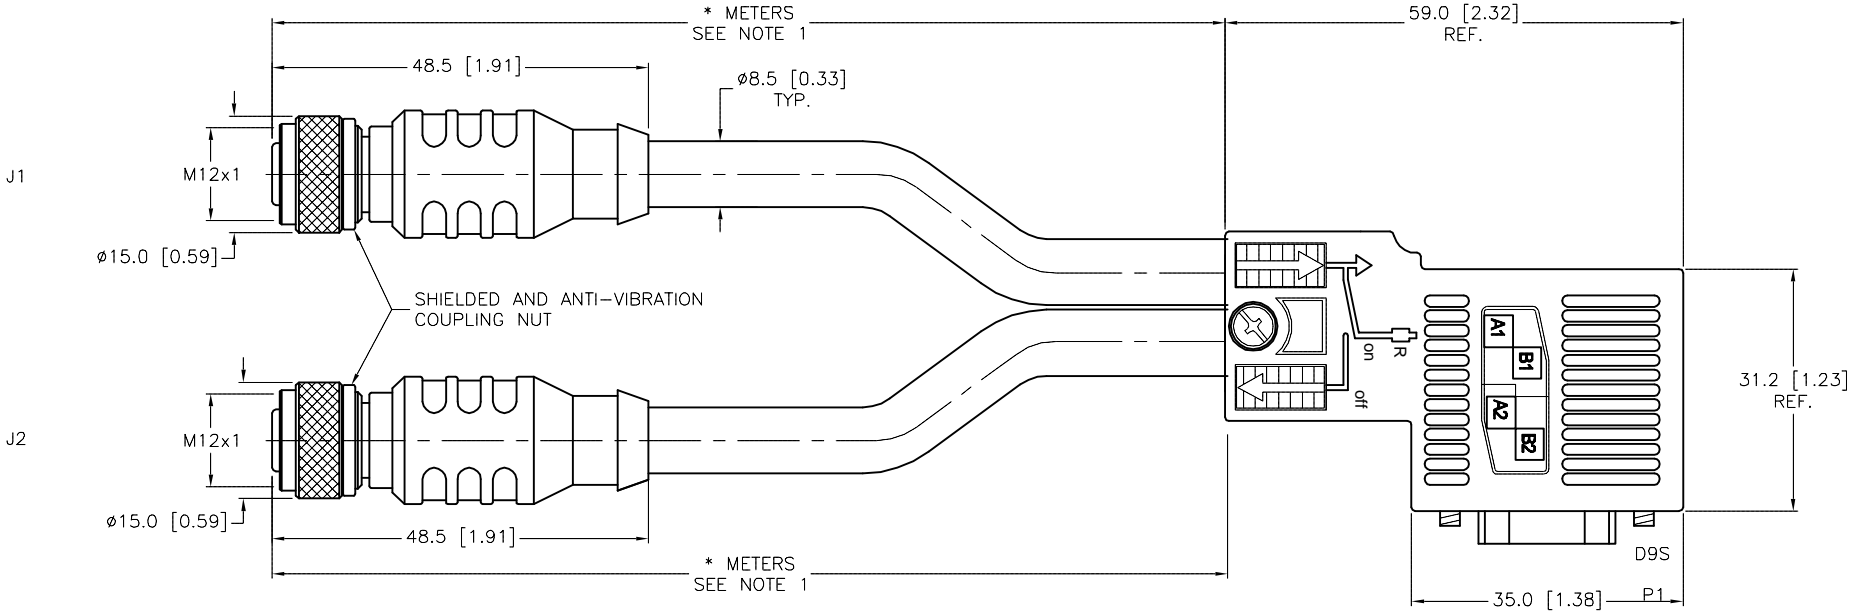 * METERS
SEE NOTE 1
59.0 [2.32]
REF.
48.5 [1.91]
ø8.5 [0.33]
TYP.
J1
M12x1
ø15.0 [0.59]
SHIELDED AND ANTI-VIBRATION
COUPLING NUT
on
R
off
A1
B1
A2
B2
31.2 [1.23]
REF.
J2
M12x1
ø15.0 [0.59]
48.5 [1.91]
* METERS
SEE NOTE 1
D9S
P1
35.0 [1.38]